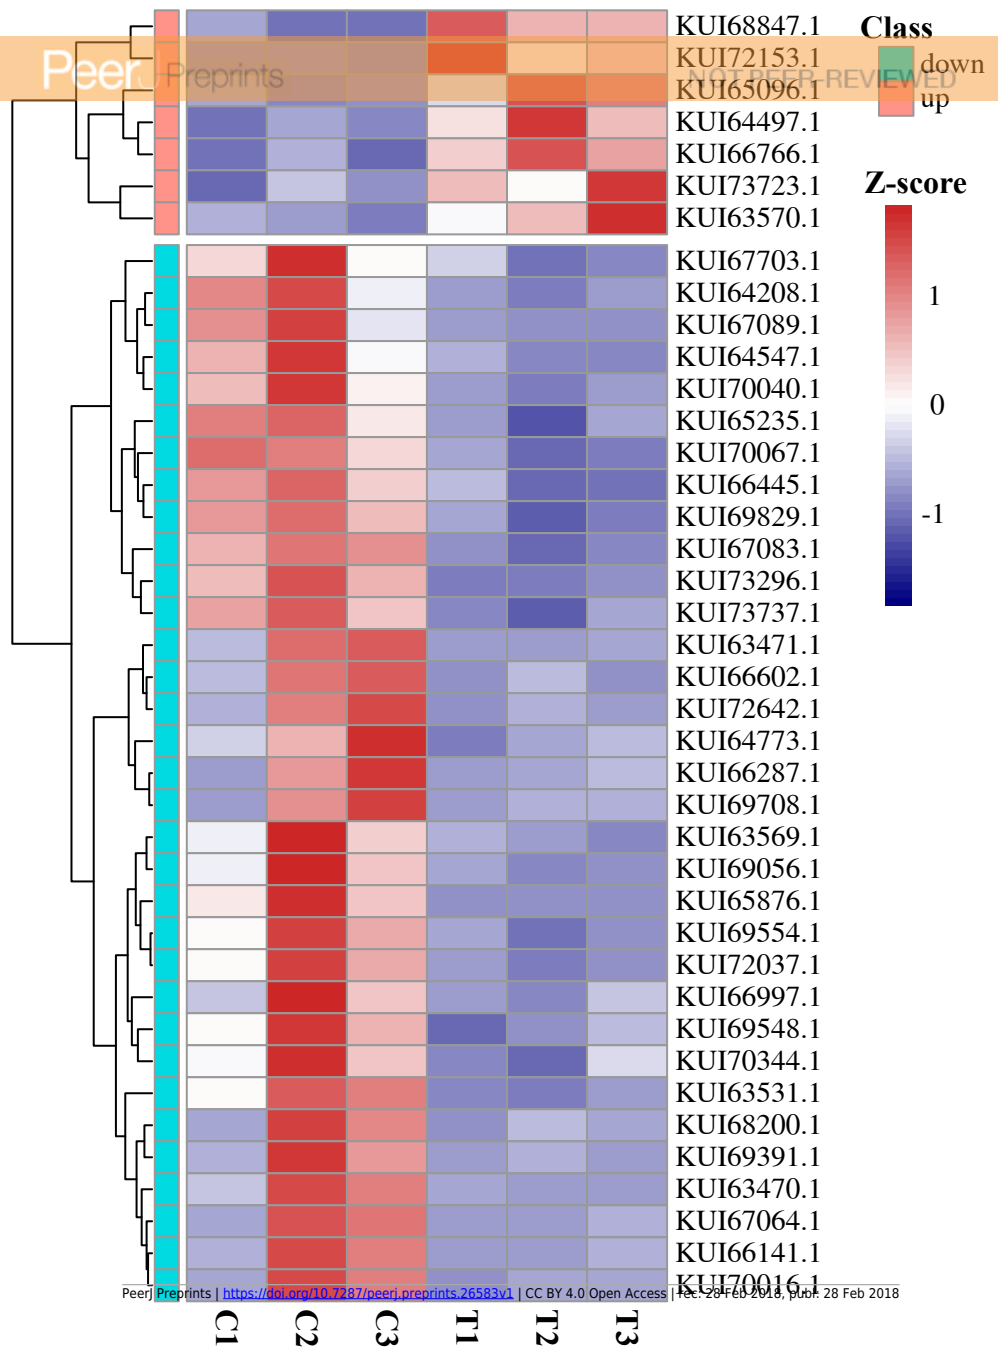 KUI68847.1
Class
KUI72153.1
down
PeerJ Preprints
NOT PEER-REVIEWED
KUI65096.1
up
KUI64497.1
KUI66766.1
KUI73723.1
Z-score
KUI63570.1
KUI67703.1
KUI64208.1
1
KUI67089.1
KUI64547.1
KUI70040.1
0
KUI65235.1
KUI70067.1
KUI66445.1
KUI69829.1
-1
KUI67083.1
KUI73296.1
KUI73737.1
KUI63471.1
KUI66602.1
KUI72642.1
KUI64773.1
KUI66287.1
KUI69708.1
KUI63569.1
KUI69056.1
KUI65876.1
KUI69554.1
KUI72037.1
KUI66997.1
KUI69548.1
KUI70344.1
KUI63531.1
KUI68200.1
KUI69391.1
KUI63470.1
KUI67064.1
KUI66141.1
KUI70016.1
PeerJ Preprints | https://doi.org/10.7287/peerj.preprints.26583v1 | CC BY 4.0 Open Access | rec: 28 Feb 2018, publ: 28 Feb 2018
C1 C2 C3 T1 T2 T3